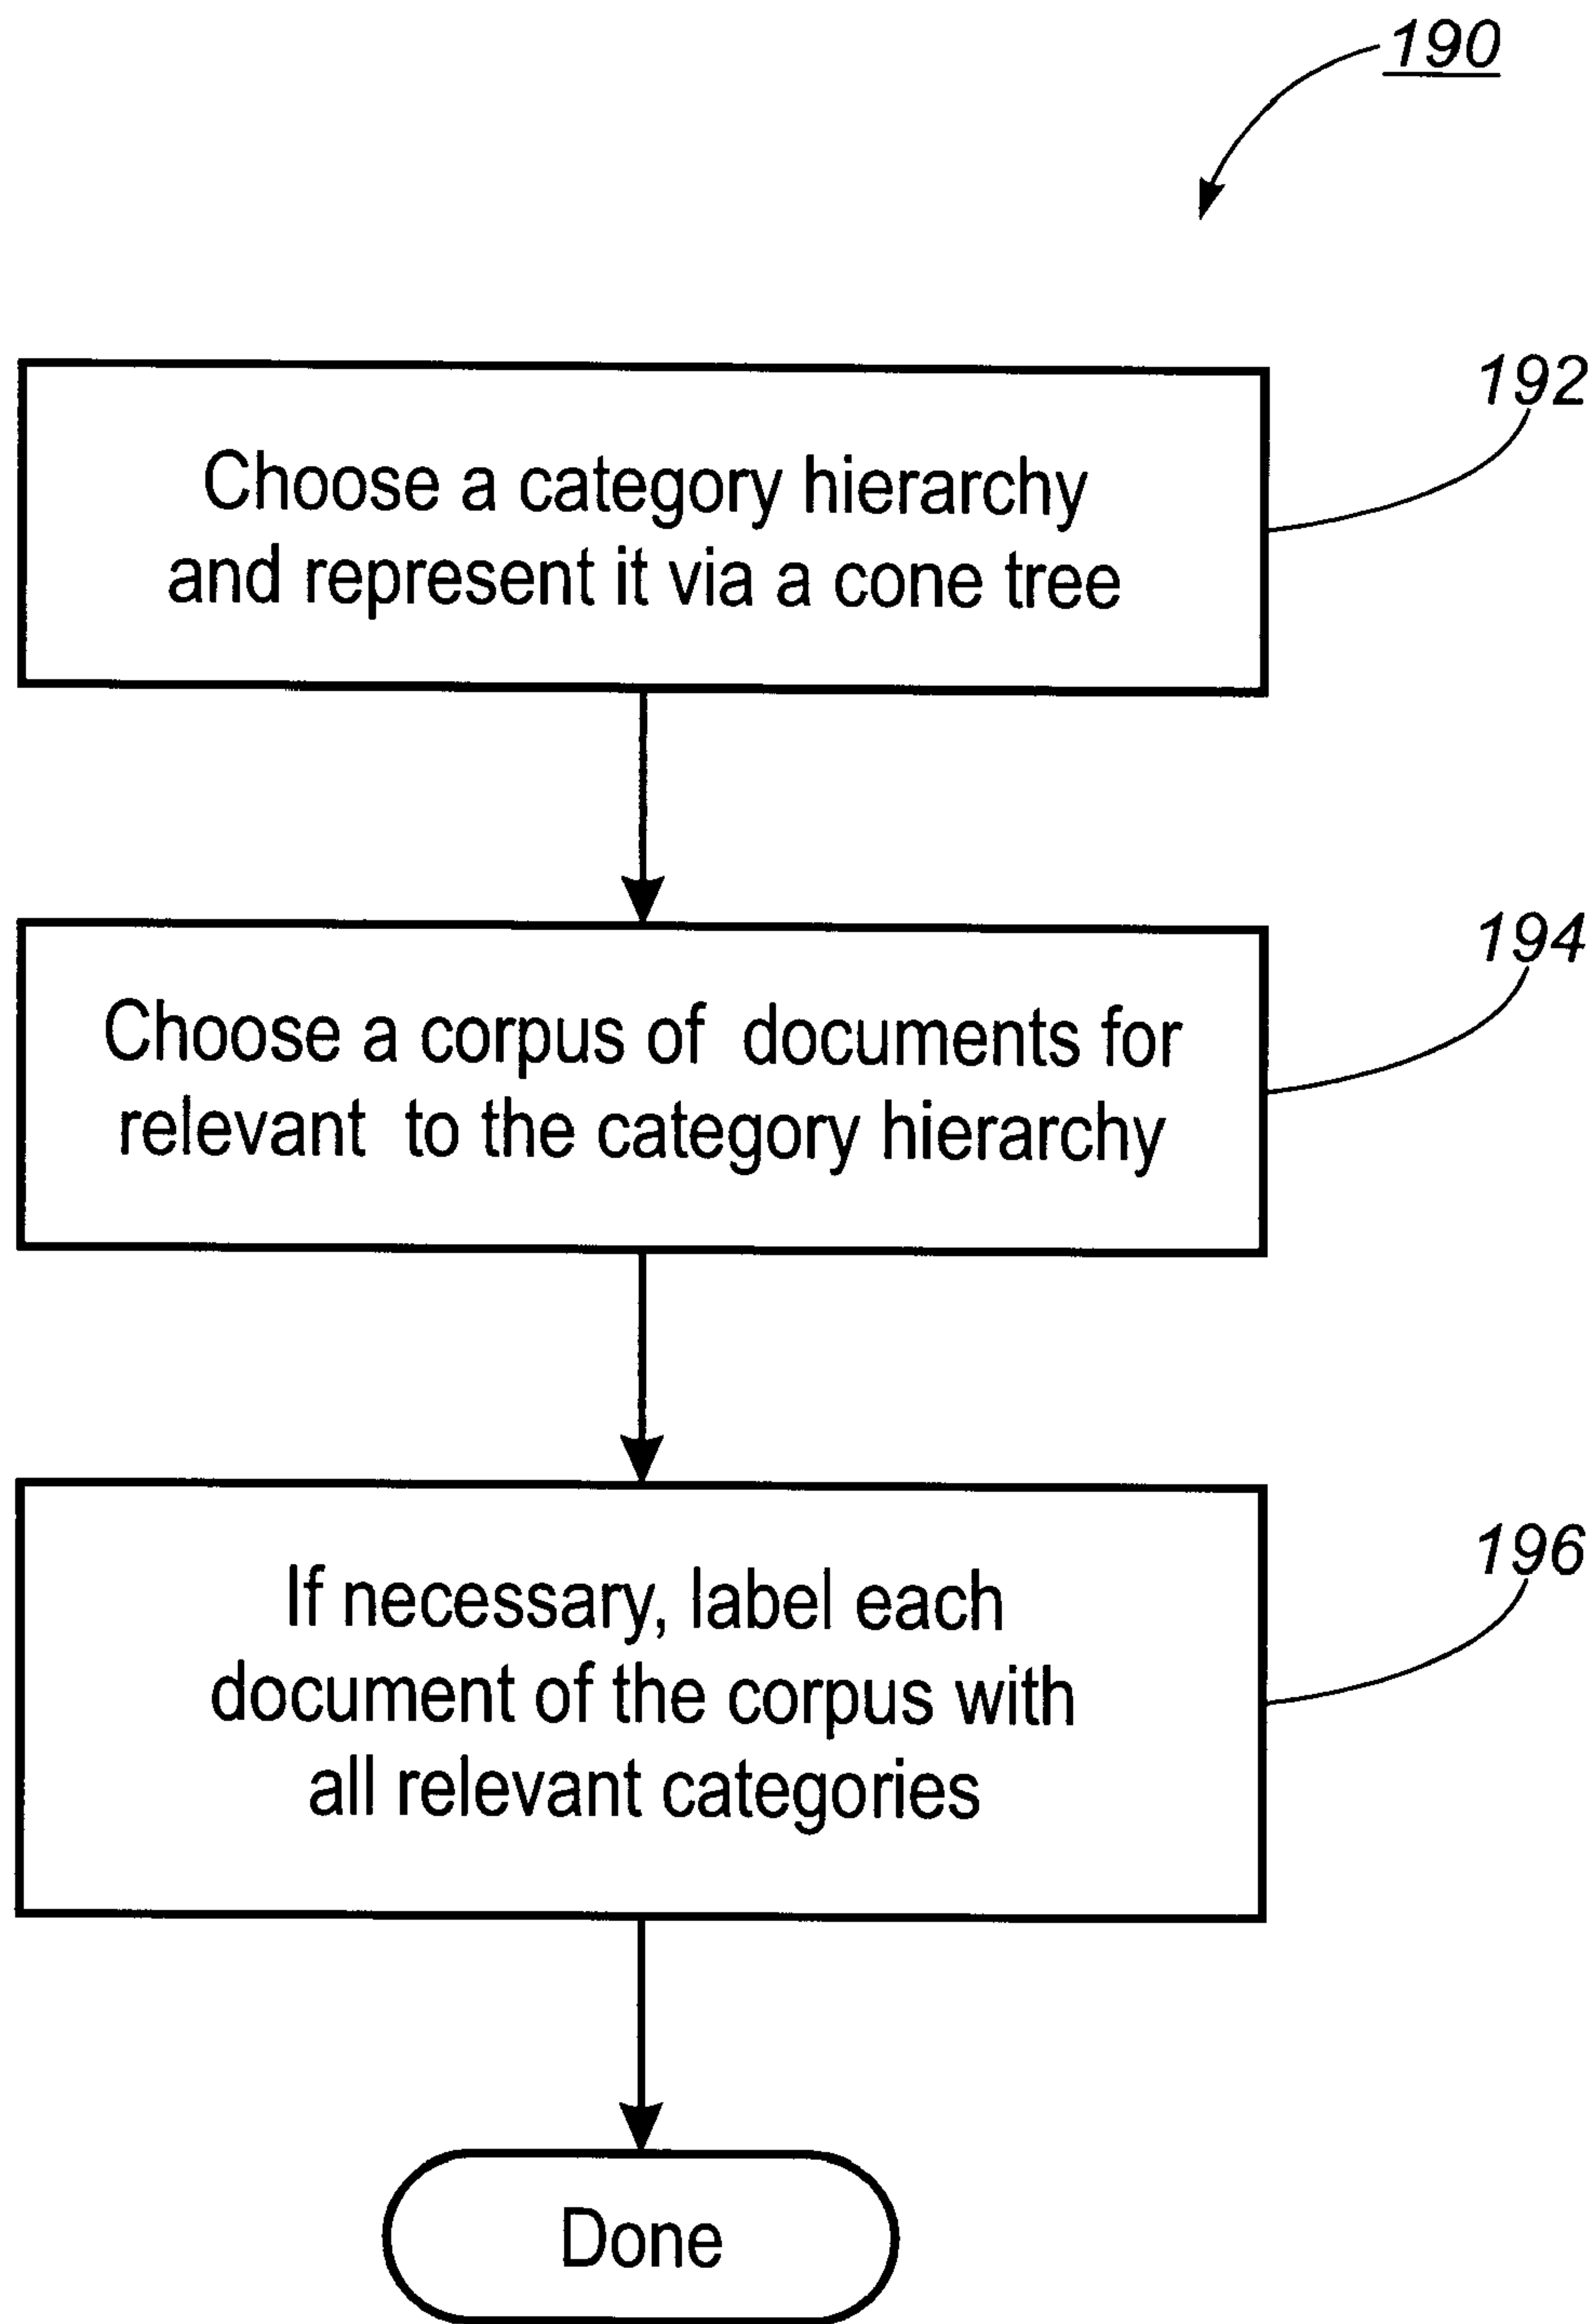 190
192
Choose a category hierarchy
and represent it via a cone tree
194
Choose a corpus of documents for
relevant to the category hierarchy
196
If necessary, label each
document of the corpus with
all relevant categories
Done